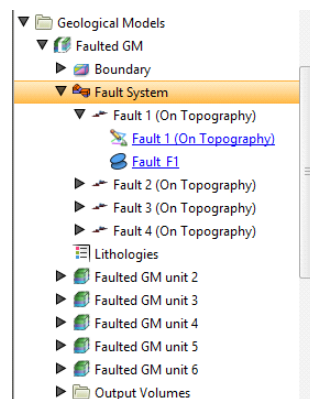 Geological Models
Faulted GM
Boundary
Fault System
Fault 1 (On Topography)
Fault 1 (On Topography)
Fault_F1
Fault 2 (On Topography)
Fault 3 (On Topography)
Fault 4 (On Topography)
Lithologies
Faulted GM unit 2
Faulted GM unit 3
Faulted GM unit 4
Faulted GM unit 5
Faulted GM unit 6
Output Volumes